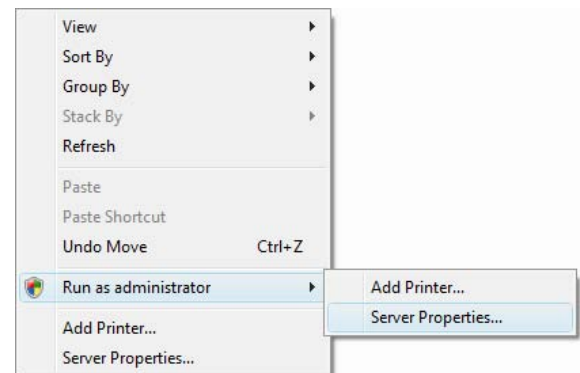 View
Sort By
Group By
Stack By
Refresh
Paste
Paste Shortcut
Undo Move Ctrl+Z
Run as administrator
Add Printer...
Server Properties...
Add Printer...
Server Properties...